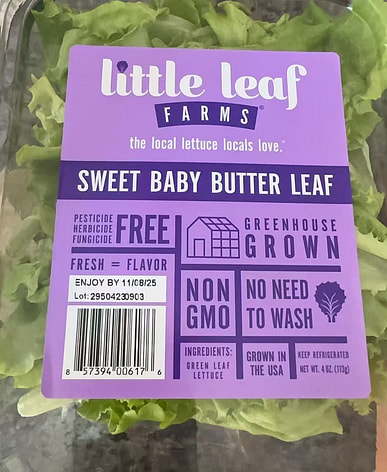 little leaf
FARMS®
the local lettuce locals love.™
SWEET BABY BUTTER LEAF
PESTICIDE
HERBICIDE
FUNGICIDE
FREE
GREENHOUSE
GROWN
FRESH = FLAVOR
ENJOY BY 11/08/25
Lot: 29504230903
NON
GMO
NO NEED
TO WASH
8 57394 00617 6
INGREDIENTS:
GREEN LEAF
LETTUCE
GROWN IN
THE USA
KEEP REFRIGERATED
NET WT. 4 OZ. (113g)